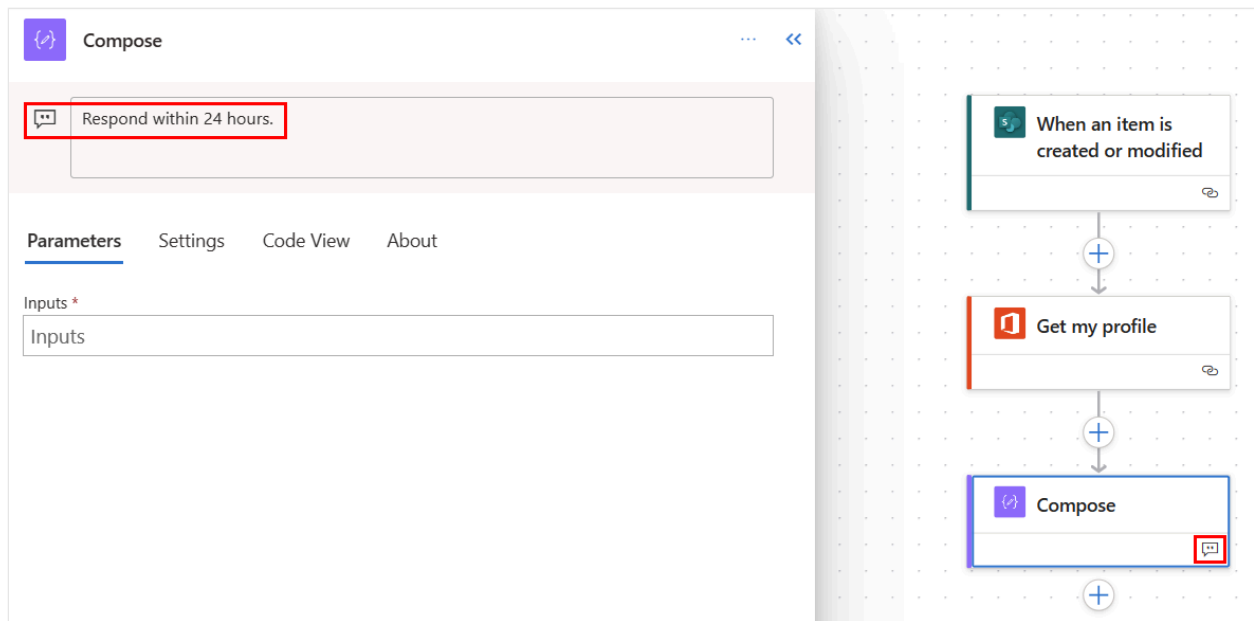 Compose
Respond within 24 hours.
Parameters Settings Code View About
Inputs *
Inputs
When an item is
created or modified
Get my profile
Compose